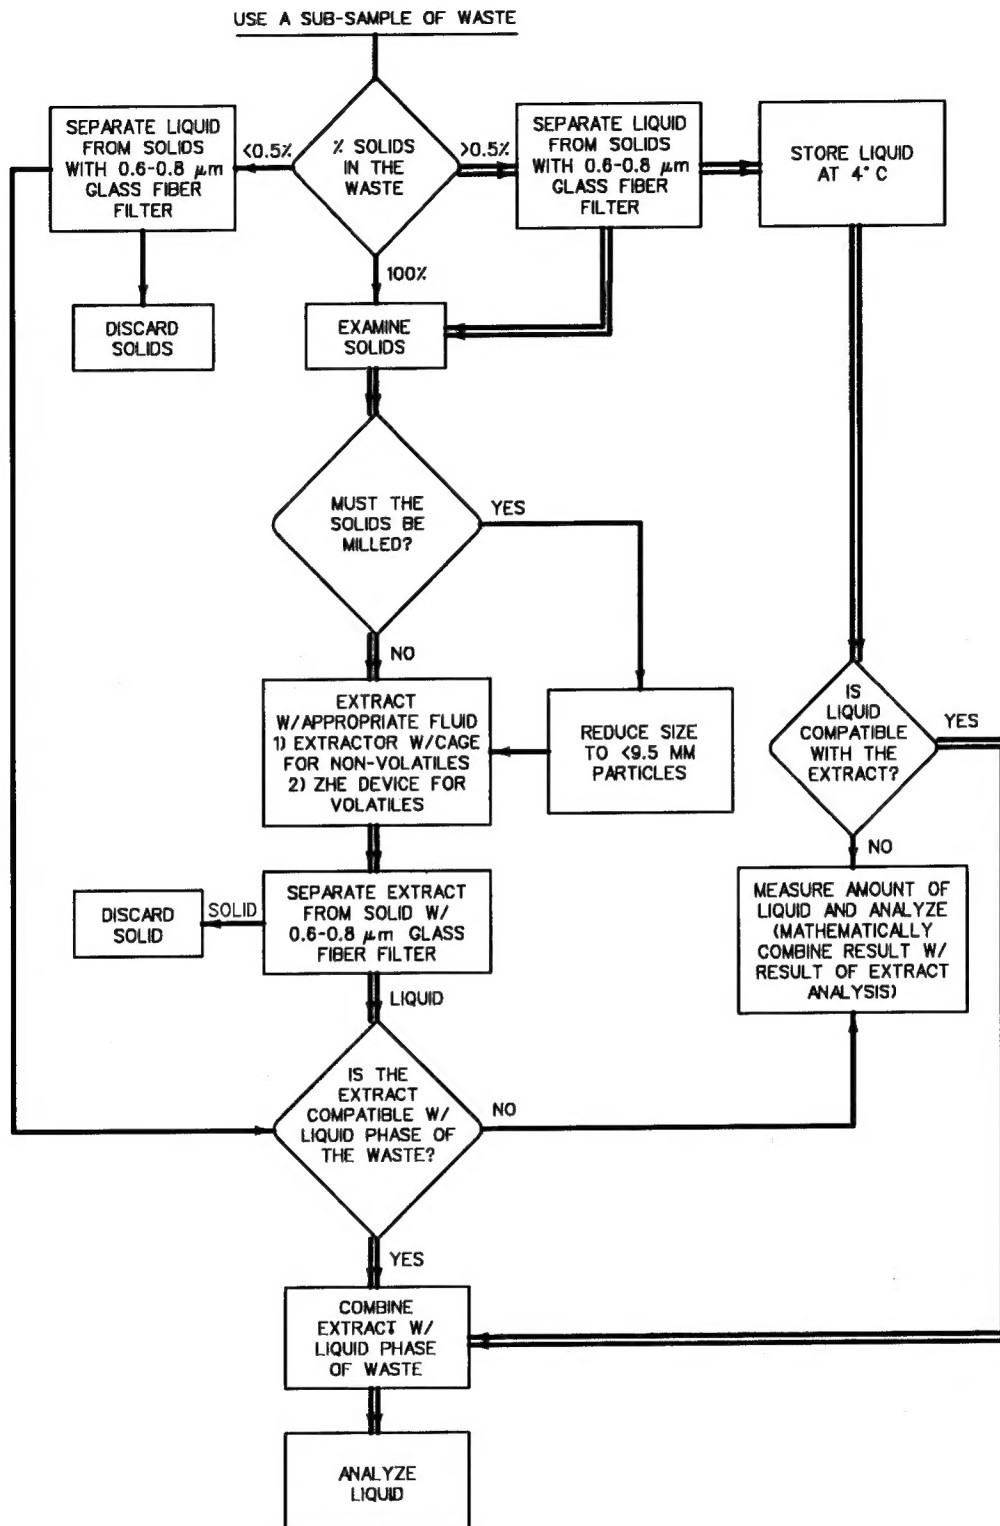 USE A SUB-SAMPLE OF WASTE
SEPARATE LIQUID
FROM SOLIDS
WITH 0.6-0.8 μm
GLASS FIBER
FILTER
<0.5%
% SOLIDS
IN THE
WASTE
>0.5%
SEPARATE LIQUID
FROM SOLIDS
WITH 0.6-0.8 μm
GLASS FIBER
FILTER
STORE LIQUID
AT 4° C
100%
DISCARD
SOLIDS
EXAMINE
SOLIDS
MUST THE
SOLIDS BE
MILLED?
YES
NO
EXTRACT
W/APPROPRIATE FLUID
1) EXTRACTOR W/CAGE
FOR NON-VOLATILES
2) ZHE DEVICE FOR
VOLATILES
REDUCE SIZE
TO <9.5 MM
PARTICLES
IS
LIQUID
COMPATIBLE
WITH THE
EXTRACT?
YES
NO
DISCARD
SOLID
SOLID
SEPARATE EXTRACT
FROM SOLID W/
0.6-0.8 μm GLASS
FIBER FILTER
MEASURE AMOUNT OF
LIQUID AND ANALYZE
(MATHEMATICALLY
COMBINE RESULT W/
RESULT OF EXTRACT
ANALYSIS)
LIQUID
IS THE
EXTRACT
COMPATIBLE W/
LIQUID PHASE OF
THE WASTE?
NO
YES
COMBINE
EXTRACT W/
LIQUID PHASE
OF WASTE
ANALYZE
LIQUID